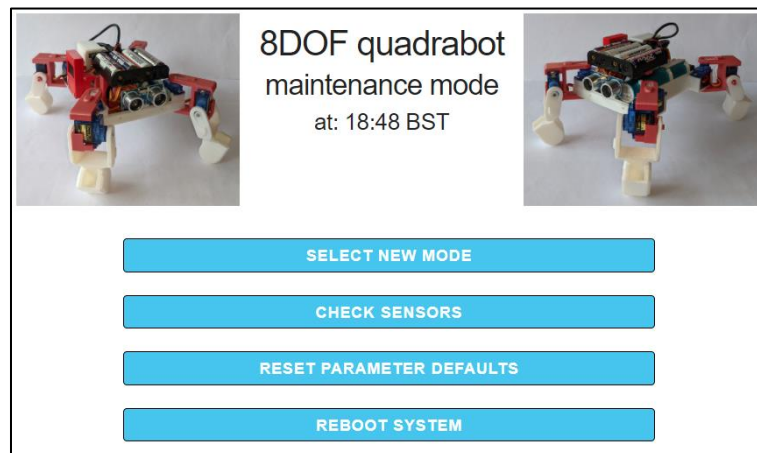 8DOF quadrabot
maintenance mode
at: 18:48 BST
SELECT NEW MODE
CHECK SENSORS
RESET PARAMETER DEFAULTS
REBOOT SYSTEM